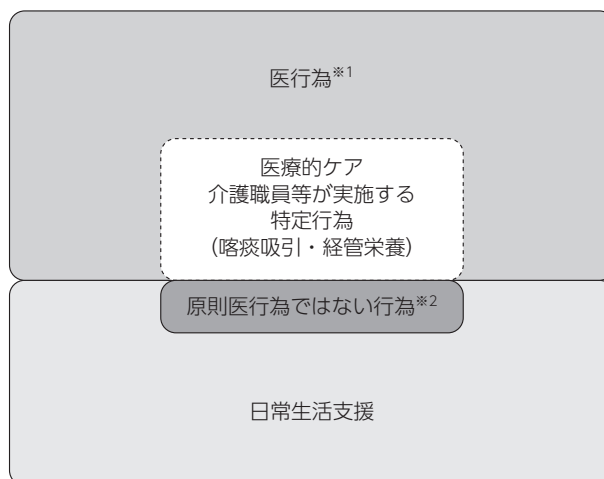 医行為※1
医療的ケア
介護職員等が実施する
特定行為
(喀痰吸引・経管栄養)
原則医行為ではない行為※2
日常生活支援